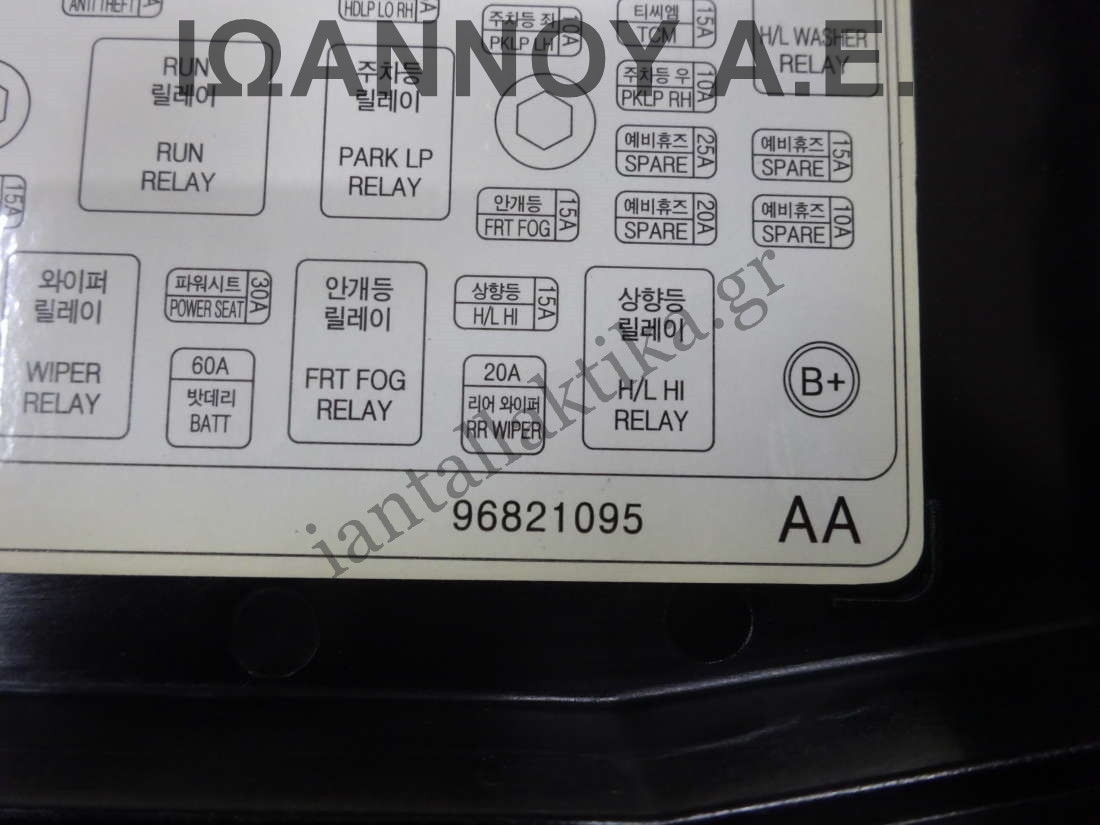 ANTI THEFT
HDLP LO RH
A
주차등 좌
PKLP LH
10A
티씨엠
TCM
15A
H/L WASHER
RELAY
ΙΩΑΝΝΟΥ Α.Ε.
RUN
릴레이
RUN
RELAY
주차등
릴레이
PARK LP
RELAY
주차등 우
PKLP RH
10A
예비휴즈
SPARE
25A
예비휴즈
SPARE
15A
15A
안개등
FRT FOG
15A
예비휴즈
SPARE
20A
예비휴즈
SPARE
10A
와이퍼
릴레이
WIPER
RELAY
파워시트
POWER SEAT
30A
60A
밧데리
BATT
안개등
릴레이
FRT FOG
RELAY
상향등
H/L HI
15A
20A
리어 와이퍼
RR WIPER
상향등
릴레이
H/L HI
RELAY
B+
iantallaktika.gr
96821095
AA